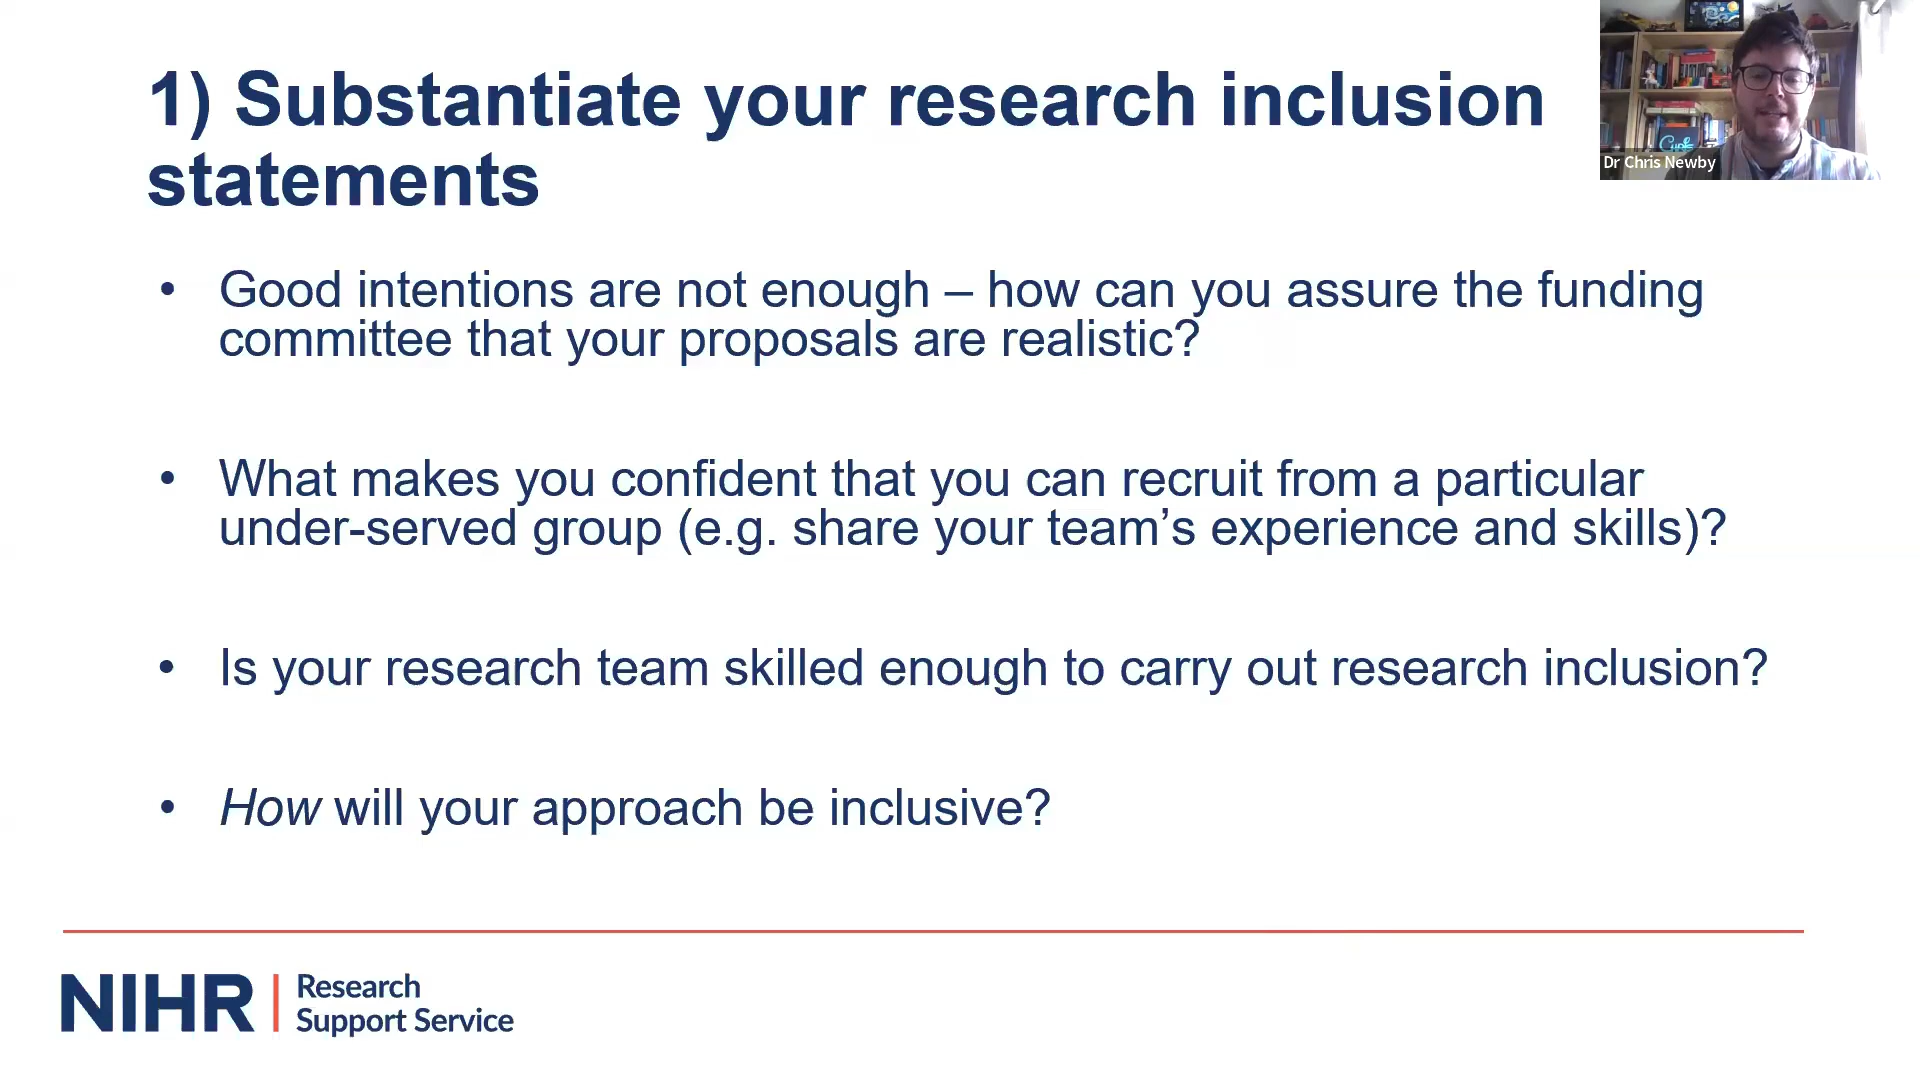 1) Substantiate your research inclusion
statements
Dr Chris Newby
• Good intentions are not enough – how can you assure the funding
committee that your proposals are realistic?
• What makes you confident that you can recruit from a particular
under-served group (e.g. share your team’s experience and skills)?
• Is your research team skilled enough to carry out research inclusion?
• How will your approach be inclusive?
NIHR | Research
Support Service